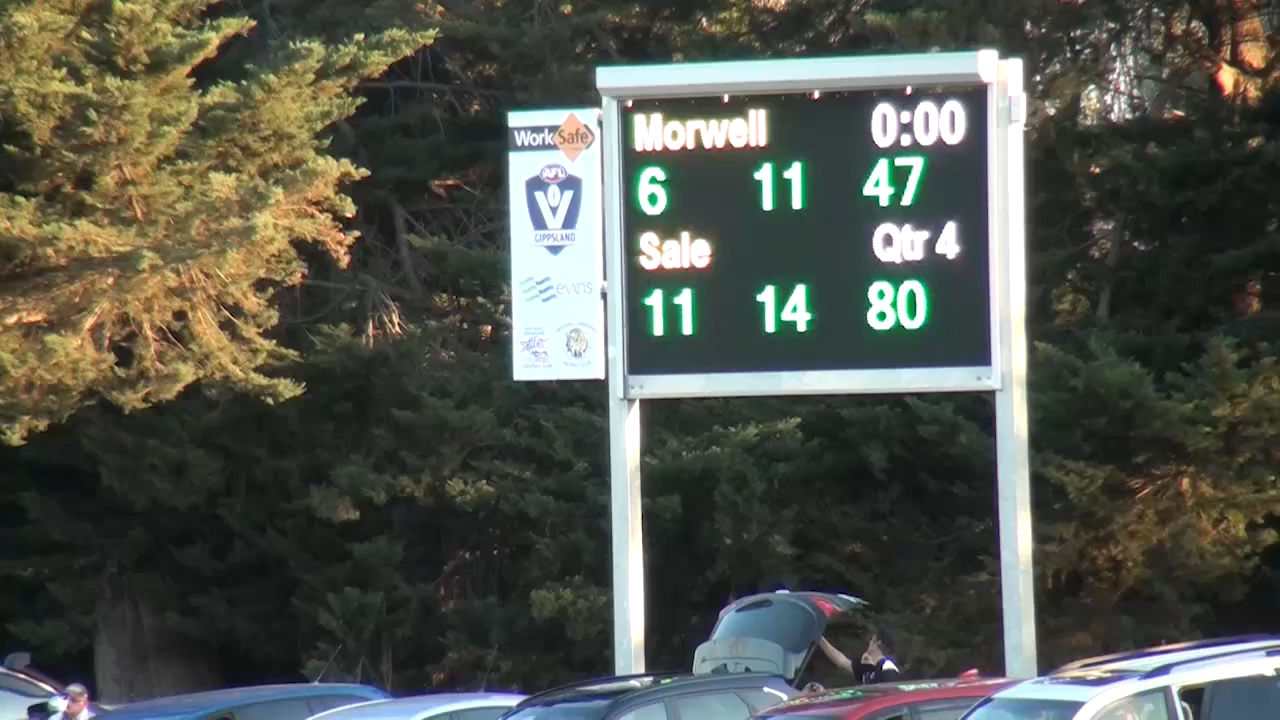 WorkSafe
AFL
V
GIPPSLAND
evans
Morwell 0:00
6 11 47
Sale Qtr 4
11 14 80